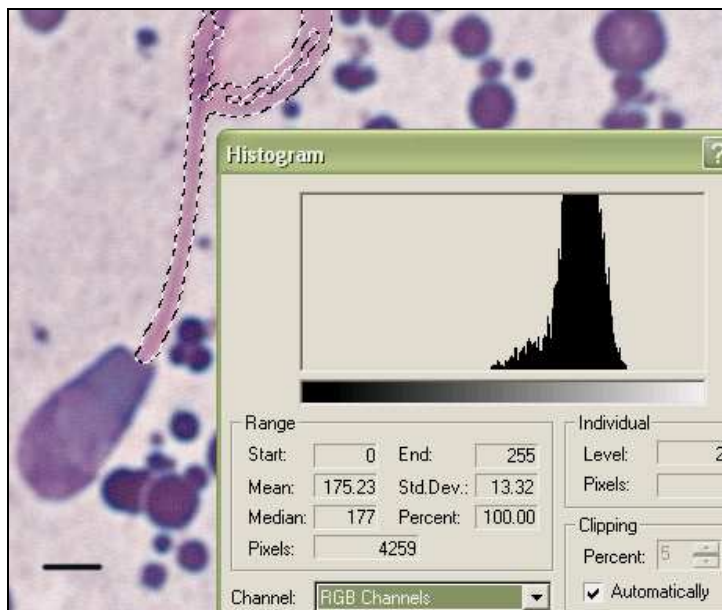 Histogram ?
Range
Start: 0 End: 255
Mean: 175.23 Std.Dev.: 13.32
Median: 177 Percent: 100.00
Pixels: 4259
Individual
Level: 2
Pixels:
Clipping
Percent: 5
Automatically
Channel: RGB Channels